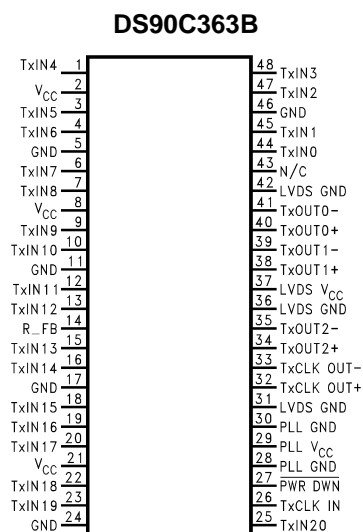 DS90C363B
TxIN4 1
VCC 2
TxIN5 3
TxIN6 4
GND 5
TxIN7 6
TxIN8 7
VCC 8
TxIN9 9
TxIN10 10
GND 11
TxIN11 12
TxIN12 13
R_FB 14
TxIN13 15
TxIN14 16
GND 17
TxIN15 18
TxIN16 19
TxIN17 20
VCC 21
TxIN18 22
TxIN19 23
GND 24
48 TxIN3
47 TxIN2
46 GND
45 TxIN1
44 TxIN0
43 N/C
42 LVDS GND
41 TxOUT0-
40 TxOUT0+
39 TxOUT1-
38 TxOUT1+
37 LVDS VCC
36 LVDS GND
35 TxOUT2-
34 TxOUT2+
33 TxCLK OUT-
32 TxCLK OUT+
31 LVDS GND
30 PLL GND
29 PLL VCC
28 PLL GND
27 PWR DWN
26 TxCLK IN
25 TxIN20